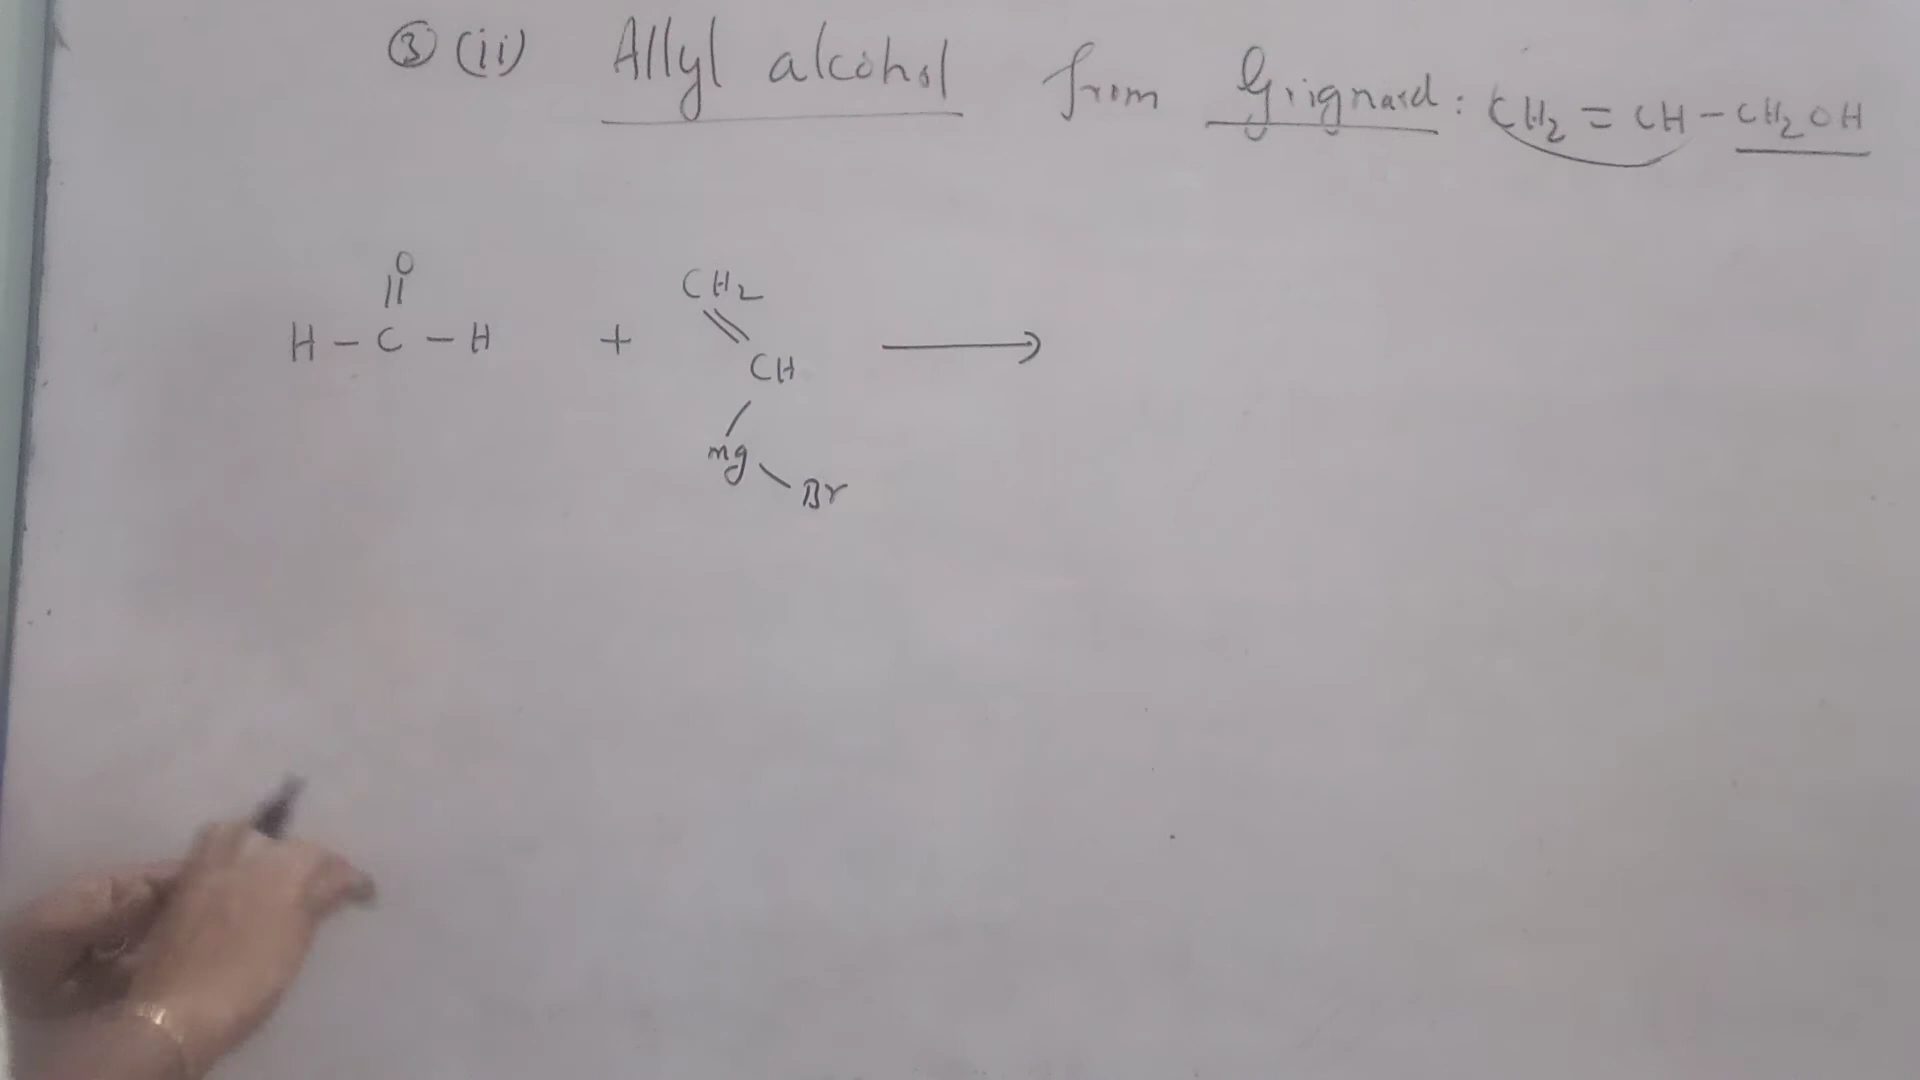 ③ (ii) Allyl alcohol from Grignard : CH₂ = CH - CH₂OH
O
||
H - C - H + CH₂ = CH - Mg - Br ⟶